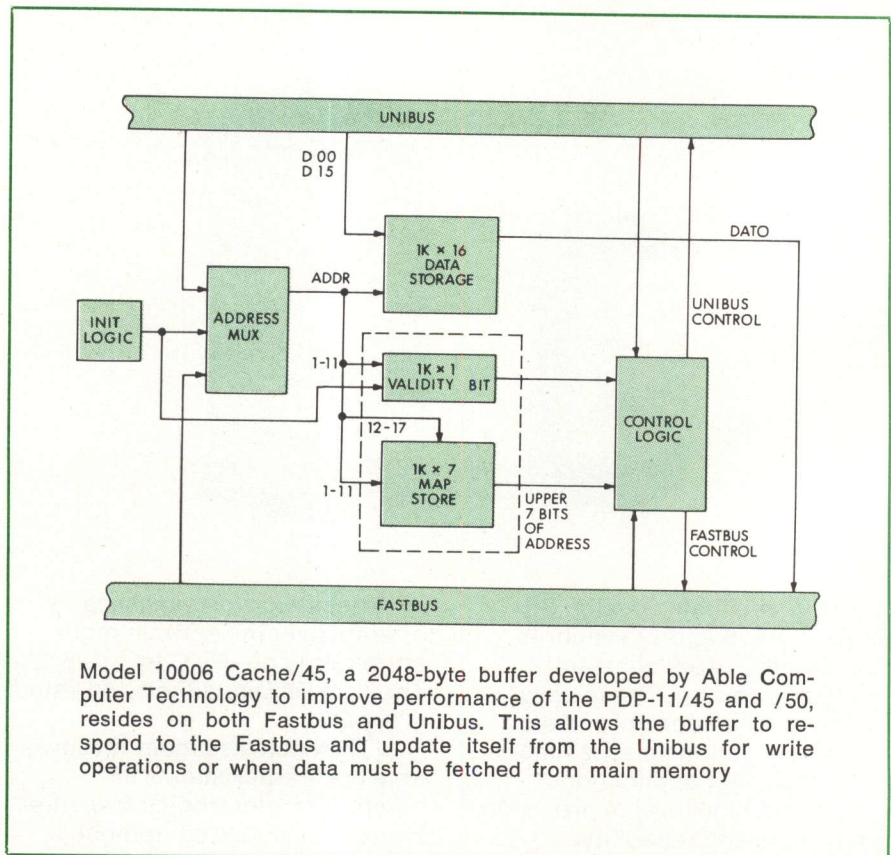 UNIBUS
D 00
D 15
1K × 16
DATA
STORAGE
DATO
ADDR
INIT
LOGIC
ADDRESS
MUX
UNIBUS
CONTROL
1-11
1K × 1
VALIDITY BIT
CONTROL
LOGIC
12-17
1K × 7
MAP
STORE
1-11
UPPER
7 BITS
OF
ADDRESS
FASTBUS
CONTROL
FASTBUS
Model 10006 Cache/45, a 2048-byte buffer developed by Able Com-
puter Technology to improve performance of the PDP-11/45 and /50,
resides on both Fastbus and Unibus. This allows the buffer to re-
spond to the Fastbus and update itself from the Unibus for write
operations or when data must be fetched from main memory